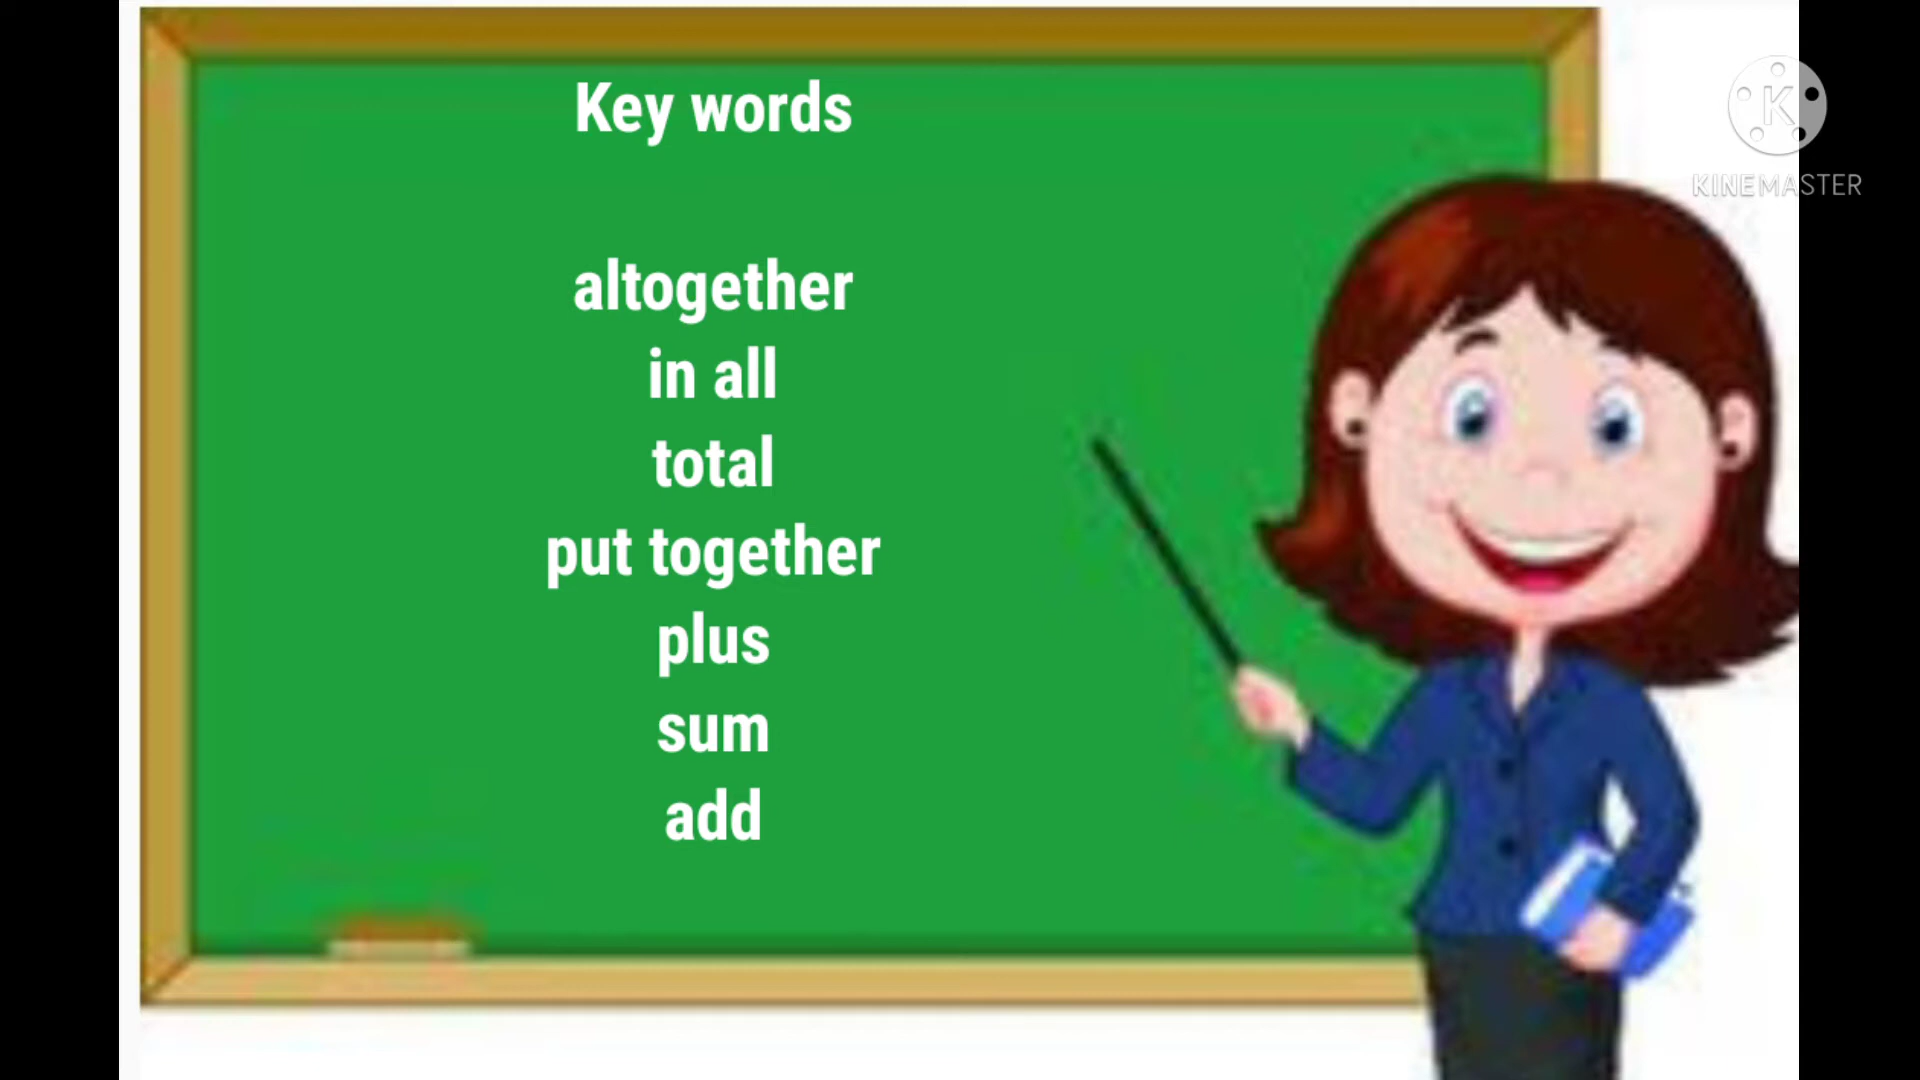 Key words
altogether
in all
total
put together
plus
sum
add
K
KINEMASTER